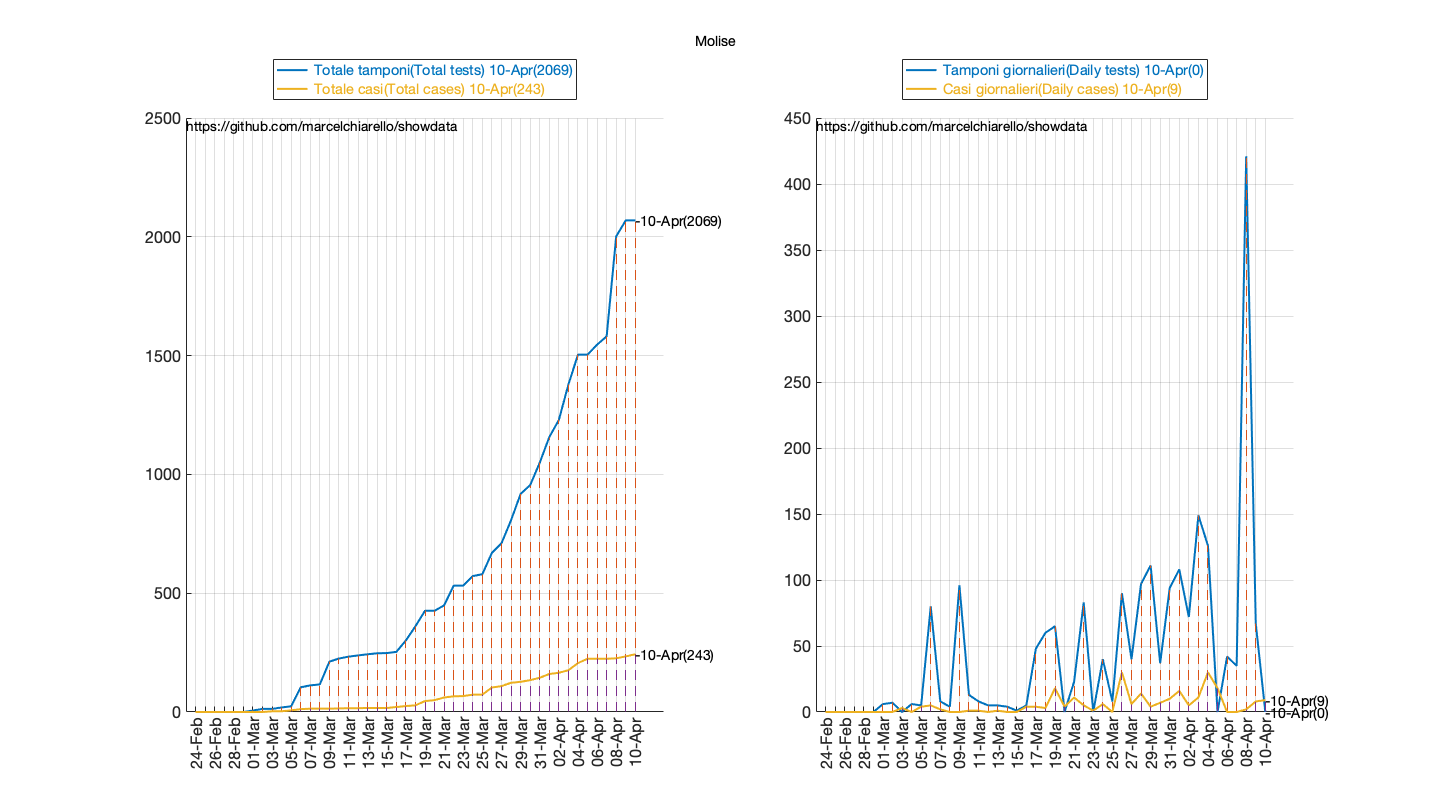 Molise
Totale tamponi(Total tests) 10-Apr(2069)
Totale casi(Total cases) 10-Apr(243)
https://github.com/marcelchiarello/showdata
2500
2000
1500
1000
500
0
10-Apr(2069)
10-Apr(243)
24-Feb
26-Feb
28-Feb
01-Mar
03-Mar
05-Mar
07-Mar
09-Mar
11-Mar
13-Mar
15-Mar
17-Mar
19-Mar
21-Mar
23-Mar
25-Mar
27-Mar
29-Mar
31-Mar
02-Apr
04-Apr
06-Apr
08-Apr
10-Apr
Tamponi giornalieri(Daily tests) 10-Apr(0)
Casi giornalieri(Daily cases) 10-Apr(9)
https://github.com/marcelchiarello/showdata
450
400
350
300
250
200
150
100
50
0
10-Apr(9)
10-Apr(0)
24-Feb
26-Feb
28-Feb
01-Mar
03-Mar
05-Mar
07-Mar
09-Mar
11-Mar
13-Mar
15-Mar
17-Mar
19-Mar
21-Mar
23-Mar
25-Mar
27-Mar
29-Mar
31-Mar
02-Apr
04-Apr
06-Apr
08-Apr
10-Apr